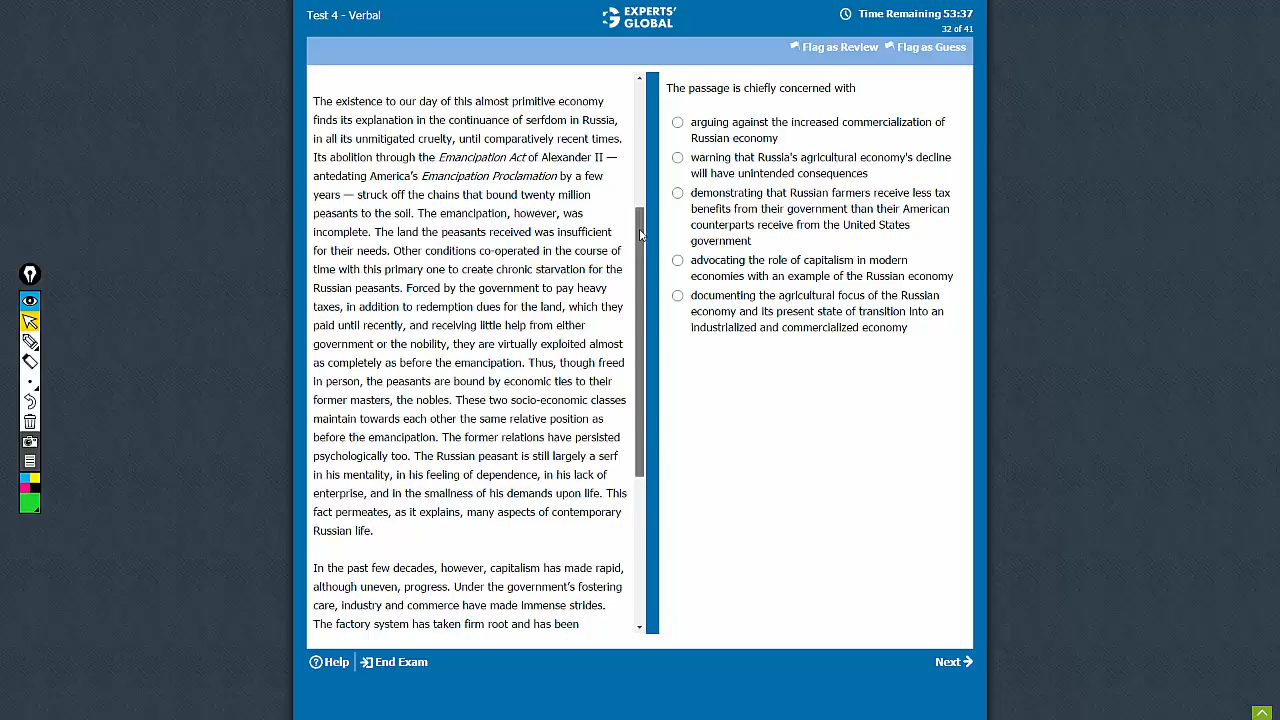 Test 4 - Verbal
EXPERTS'
GLOBAL
Time Remaining 53:37
32 of 41
Flag as Review
Flag as Guess
The existence to our day of this almost primitive economy
finds its explanation in the continuance of serfdom in Russia,
in all its unmitigated cruelty, until comparatively recent times.
Its abolition through the Emancipation Act of Alexander II —
antedating America's Emancipation Proclamation by a few
years — struck off the chains that bound twenty million
peasants to the soil. The emancipation, however, was
incomplete. The land the peasants received was insufficient
for their needs. Other conditions co-operated in the course of
time with this primary one to create chronic starvation for the
Russian peasants. Forced by the government to pay heavy
taxes, in addition to redemption dues for the land, which they
paid until recently, and receiving little help from either
government or the nobility, they are virtually exploited almost
as completely as before the emancipation. Thus, though freed
in person, the peasants are bound by economic ties to their
former masters, the nobles. These two socio-economic classes
maintain towards each other the same relative position as
before the emancipation. The former relations have persisted
psychologically too. The Russian peasant is still largely a serf
in his mentality, in his feeling of dependence, in his lack of
enterprise, and in the smallness of his demands upon life. This
fact permeates, as it explains, many aspects of contemporary
Russian life.
In the past few decades, however, capitalism has made rapid,
although uneven, progress. Under the government's fostering
care, industry and commerce have made immense strides.
The factory system has taken firm root and has been
The passage is chiefly concerned with
arguing against the increased commercialization of
Russian economy
warning that Russia's agricultural economy's decline
will have unintended consequences
demonstrating that Russian farmers receive less tax
benefits from their government than their American
counterparts receive from the United States
government
advocating the role of capitalism in modern
economies with an example of the Russian economy
documenting the agricultural focus of the Russian
economy and its present state of transition into an
industrialized and commercialized economy
Help
End Exam
Next